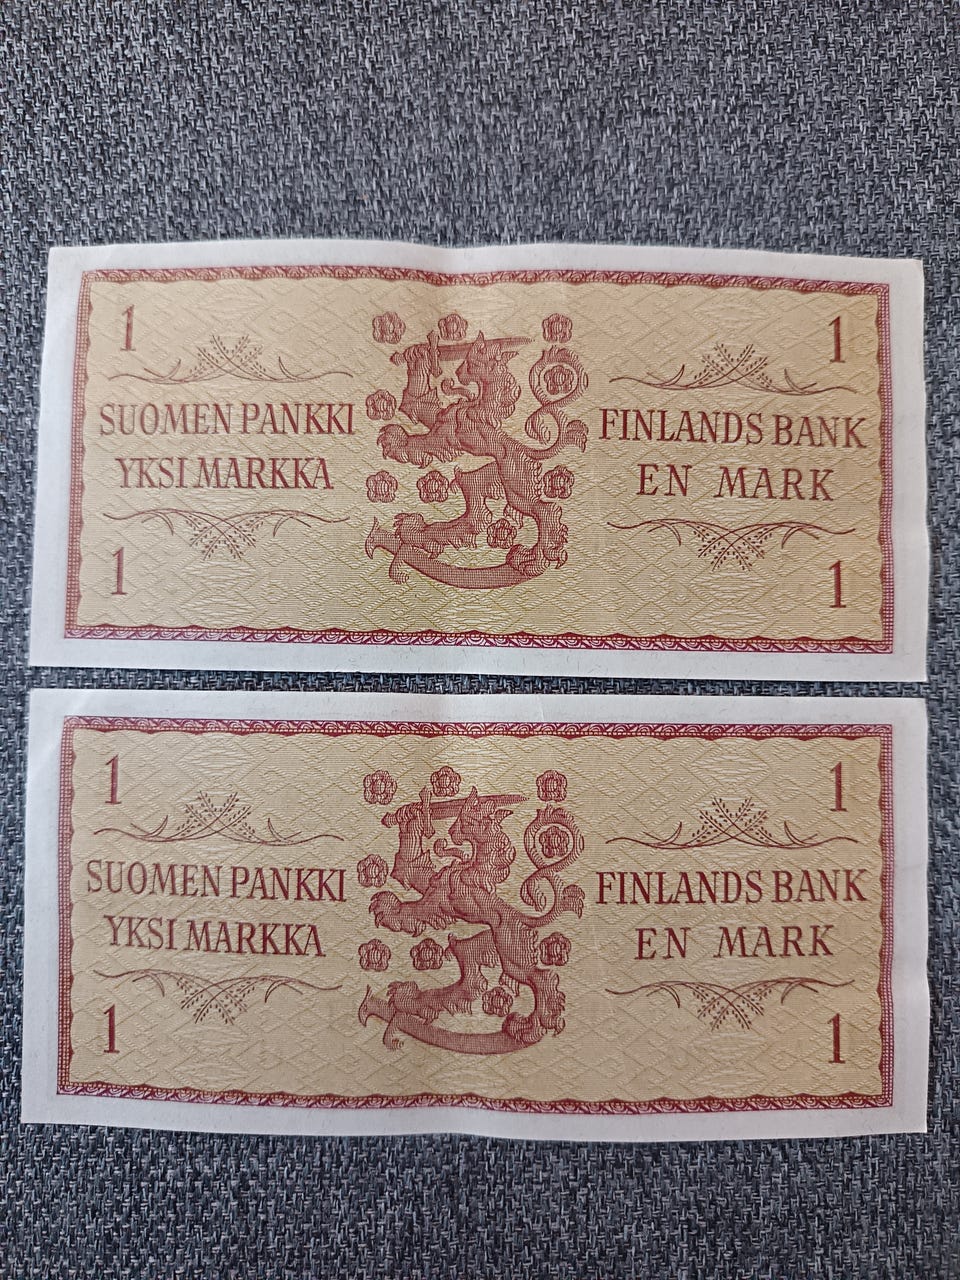 1 1
SUOMEN PANKKI FINLANDS BANK
YKSI MARKKA EN MARK
1 1
1 1
SUOMEN PANKKI FINLANDS BANK
YKSI MARKKA EN MARK
1 1